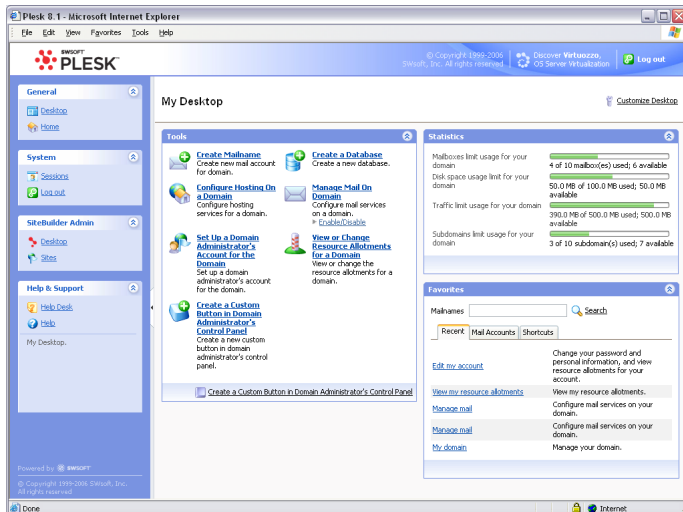 Plesk 8.1 - Microsoft Internet Explorer
File Edit View Favorites Tools Help
SWSOFT
PLESK
© Copyright 1999-2006
SWsoft, Inc. All rights reserved
Discover Virtuozzo,
OS Server Virtualization
Log out
General
Desktop
Home
System
Sessions
Log out
SiteBuilder Admin
Desktop
Sites
Help & Support
Help Desk
Help
My Desktop.
Powered by SWSOFT
© Copyright 1999-2006 SWsoft, Inc.
All rights reserved
My Desktop
Customize Desktop
Tools
Create Mailname
Create new mail account
for domain.
Create a Database
Create a new database.
Configure Hosting On
a Domain
Configure hosting
services for a domain.
Manage Mail On
Domain
Configure mail services
on a domain.
Enable/Disable
Set Up a Domain
Administrator's
Account for the
Domain
Set up a domain
administrator's account
for the domain.
View or Change
Resource Allotments
for a Domain
View or change the
resource allotments for a
domain.
Create a Custom
Button in Domain
Administrator's
Control Panel
Create a new custom
button in domain
administrator's control
panel.
Create a Custom Button in Domain Administrator's Control Panel
Statistics
Mailboxes limit usage for your
domain
4 of 10 mailbox(es) used; 6 available
Disk space usage limit for your
domain
50.0 MB of 100.0 MB used; 50.0 MB
available
Traffic limit usage for your domain
390.0 MB of 500.0 MB used; 500.0 MB
available
Subdomains limit usage for your
domain
3 of 10 subdomain(s) used; 7 available
Favorites
Mailnames
Search
Recent Mail Accounts Shortcuts
Edit my account
Change your password and
personal information, and view
resource allotments for your
account.
View my resource allotments
View my resource allotments.
Manage mail
Configure mail services on your
domain.
Manage mail
Configure mail services on your
domain.
My domain
Manage your domain.
Done
Internet